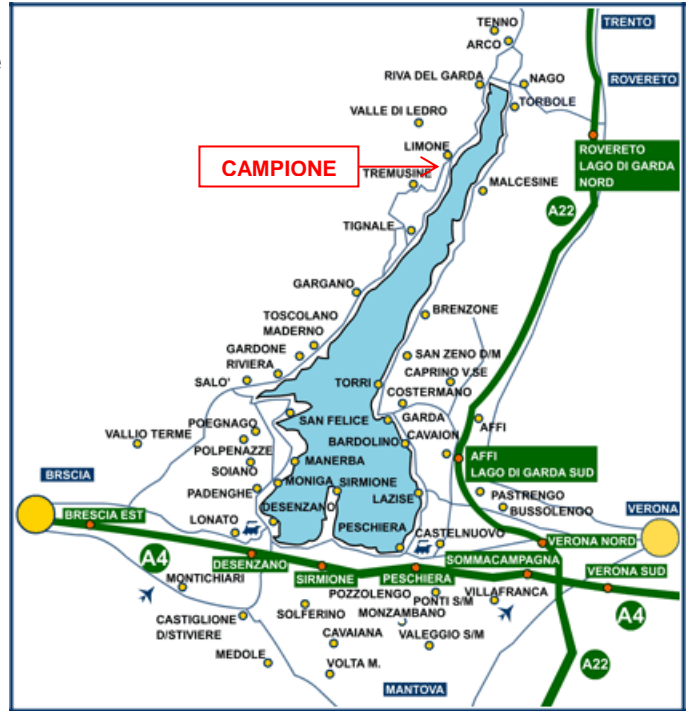 e
TENNO
TRENTO
ARCO
RIVA DEL GARDA
NAGO
ROVERETO
TORBOLE
VALLE DI LEDRO
LIMONE
ROVERETO
LAGO DI GARDA
NORD
CAMPIONE
TREMUSINE
MALCESINE
A22
TIGNALE
GARGANO
BRENZONE
TOSCOLANO
MADERNO
GARDONE
RIVIERA
SAN ZENO D/M
CAPRINO V.SE
SALO'
TORRI
COSTERMANO
POEGNAGO
SAN FELICE
GARDA
AFFI
VALLIO TERME
BARDOLINO
CAVAION
POLPENAZZE
AFFI
LAGO DI GARDA SUD
SOIANO
MANERBA
BRSCIA
PADENGHE
MONIGA
SIRMIONE
LAZISE
PASTRENGO
BUSSOLENGO
VERONA
BRESCIA EST
LONATO
DESENZANO
PESCHIERA
CASTELNUOVO
VERONA NORD
A4
DESENZANO
SOMMACAMPAGNA
MONTICHIARI
SIRMIONE
PESCHIERA
VERONA SUD
POZZOLENGO
PONTI S/M
VILLAFRANCA
SOLFERINO
MONZAMBANO
A4
CASTIGLIONE
D/STIVIERE
CAVAIANA
VALEGGIO S/M
MEDOLE
VOLTA M.
A22
MANTOVA